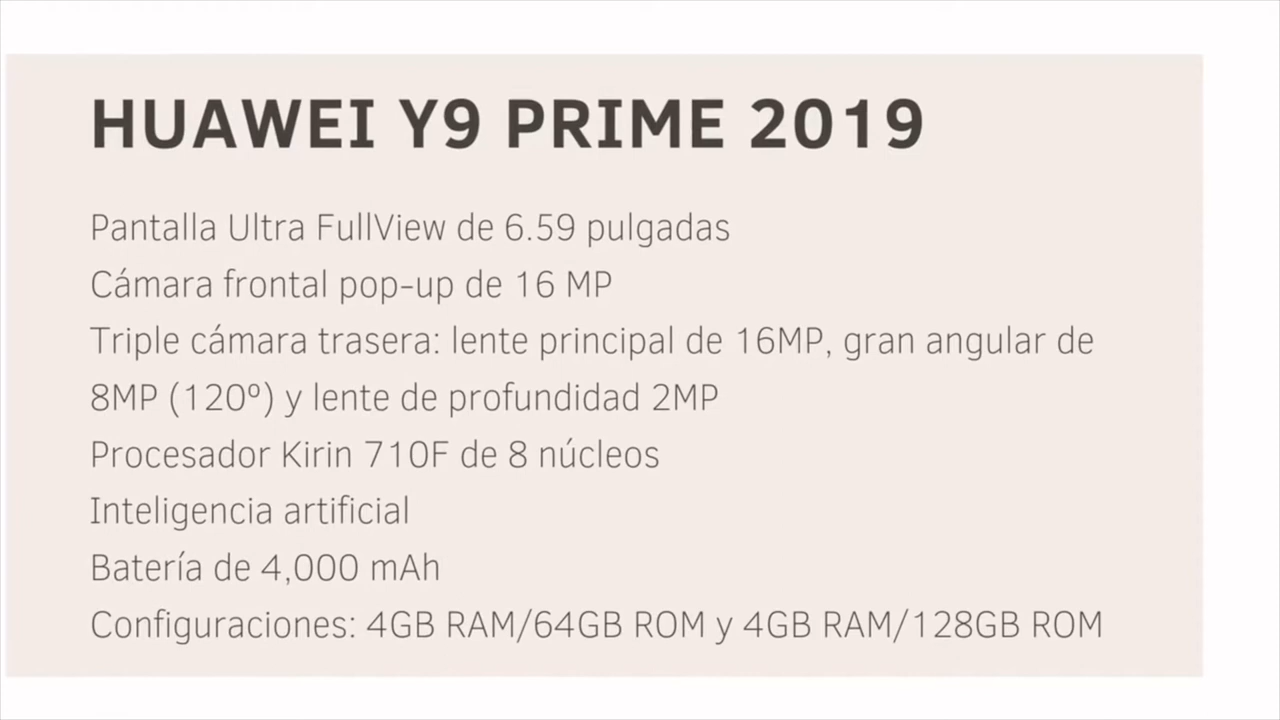 HUAWEI Y9 PRIME 2019
Pantalla Ultra FullView de 6.59 pulgadas
Cámara frontal pop-up de 16 MP
Triple cámara trasera: lente principal de 16MP, gran angular de
8MP (120º) y lente de profundidad 2MP
Procesador Kirin 710F de 8 núcleos
Inteligencia artificial
Batería de 4,000 mAh
Configuraciones: 4GB RAM/64GB ROM y 4GB RAM/128GB ROM